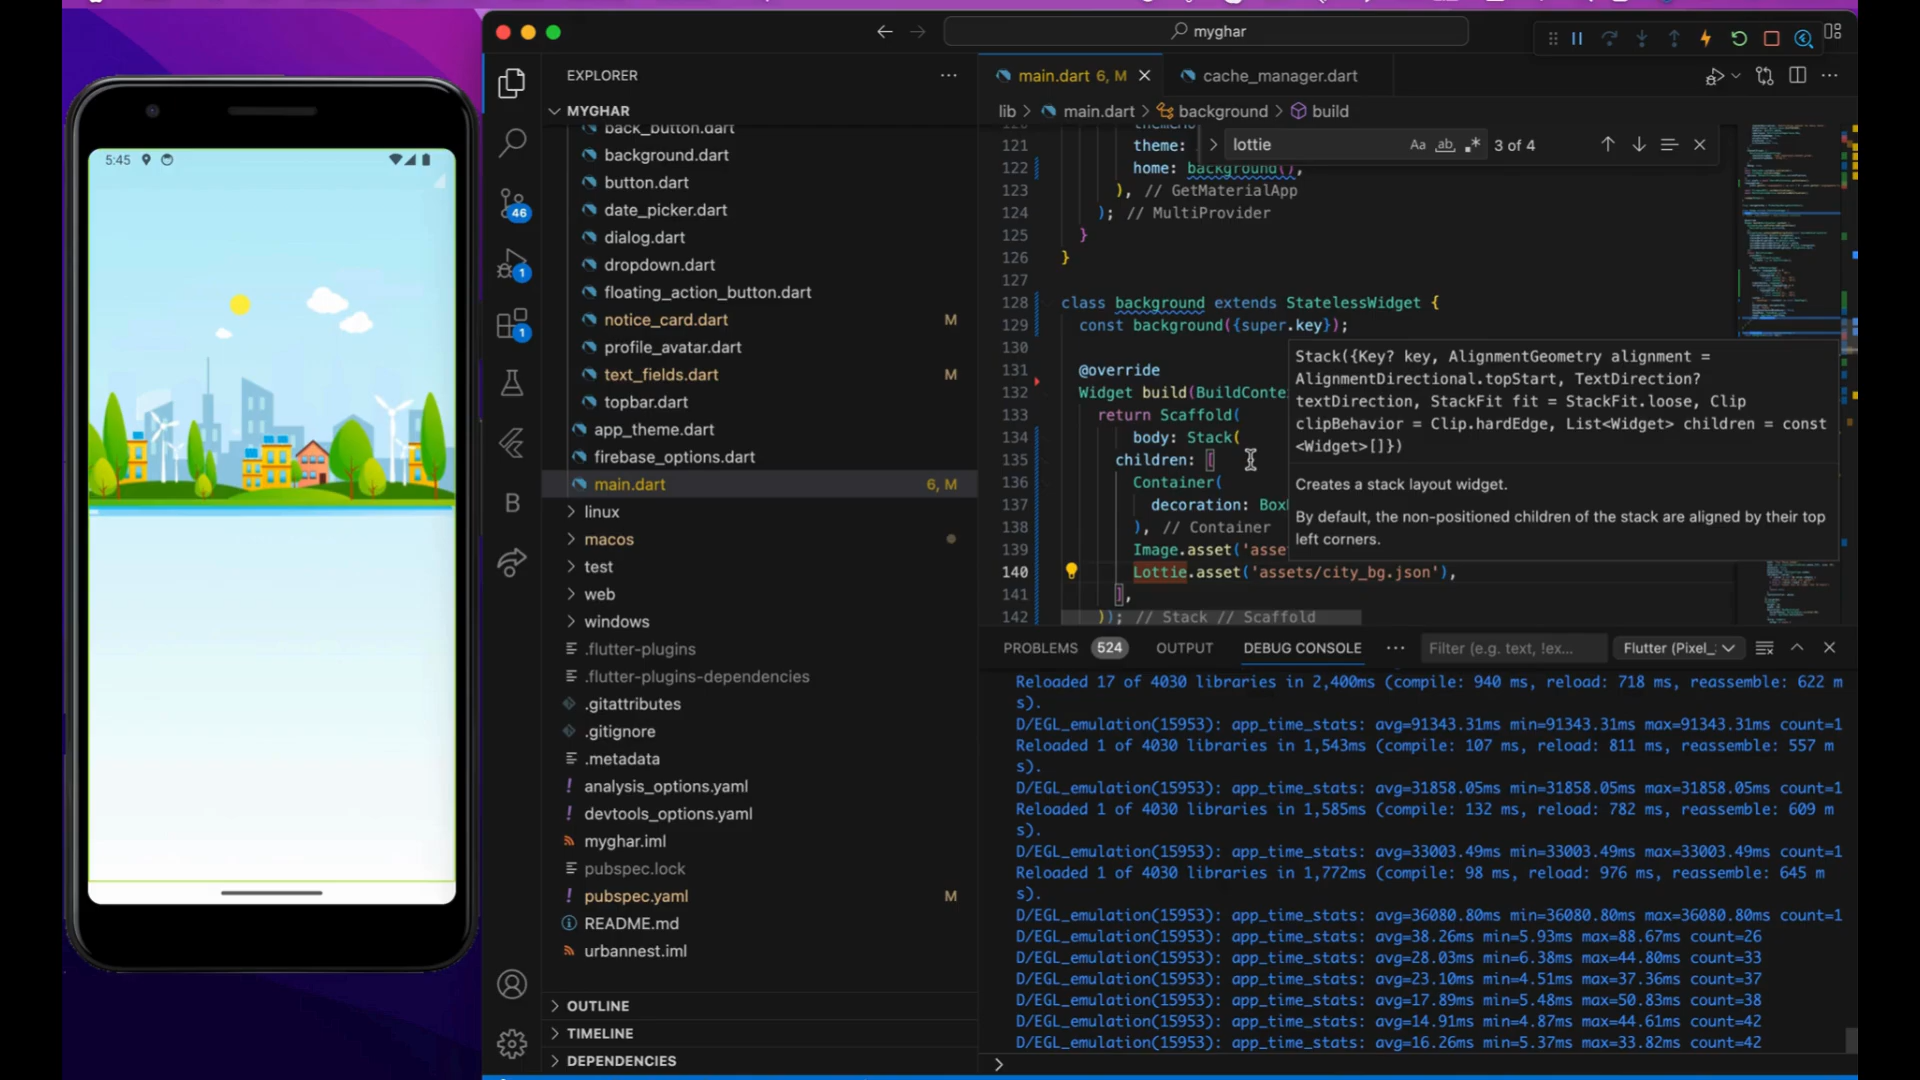 5:45
myghar
EXPLORER
MYGHAR
back_button.dart
background.dart
button.dart
date_picker.dart
dialog.dart
dropdown.dart
floating_action_button.dart
notice_card.dart M
profile_avatar.dart
text_fields.dart M
topbar.dart
app_theme.dart
firebase_options.dart
main.dart 6, M
linux
macos
test
web
windows
.flutter-plugins
.flutter-plugins-dependencies
.gitattributes
.gitignore
.metadata
analysis_options.yaml
devtools_options.yaml
myghar.iml
pubspec.lock
pubspec.yaml M
README.md
urbannest.iml
OUTLINE
TIMELINE
DEPENDENCIES
46
1
1
main.dart 6, M
cache_manager.dart
lib > main.dart > background > build
lottie Aa ab 3 of 4
121 theme:
122 home: background(),
123 ), // GetMaterialApp
124 ); // MultiProvider
125 }
126 }
127
128 class background extends StatelessWidget {
129 const background({super.key});
130
131 @override
132 Widget build(BuildConte
133 return Scaffold(
134 body: Stack(
135 children: [
136 Container(
137 decoration: Box
138 ), // Container
139 Image.asset('asse
140 Lottie.asset('assets/city_bg.json'),
141 ],
142 )); // Stack // Scaffold
Stack({Key? key, AlignmentGeometry alignment =
AlignmentDirectional.topStart, TextDirection?
textDirection, StackFit fit = StackFit.loose, Clip
clipBehavior = Clip.hardEdge, List<Widget> children = const
<Widget>[]})
Creates a stack layout widget.
By default, the non-positioned children of the stack are aligned by their top
left corners.
PROBLEMS 524 OUTPUT DEBUG CONSOLE ... Filter (e.g. text, !ex... Flutter (Pixel_
Reloaded 17 of 4030 libraries in 2,400ms (compile: 940 ms, reload: 718 ms, reassemble: 622 m
s).
D/EGL_emulation(15953): app_time_stats: avg=91343.31ms min=91343.31ms max=91343.31ms count=1
Reloaded 1 of 4030 libraries in 1,543ms (compile: 107 ms, reload: 811 ms, reassemble: 557 m
s).
D/EGL_emulation(15953): app_time_stats: avg=31858.05ms min=31858.05ms max=31858.05ms count=1
Reloaded 1 of 4030 libraries in 1,585ms (compile: 132 ms, reload: 782 ms, reassemble: 609 m
s).
D/EGL_emulation(15953): app_time_stats: avg=33003.49ms min=33003.49ms max=33003.49ms count=1
Reloaded 1 of 4030 libraries in 1,772ms (compile: 98 ms, reload: 976 ms, reassemble: 645 m
s).
D/EGL_emulation(15953): app_time_stats: avg=36080.80ms min=36080.80ms max=36080.80ms count=1
D/EGL_emulation(15953): app_time_stats: avg=38.26ms min=5.93ms max=88.67ms count=26
D/EGL_emulation(15953): app_time_stats: avg=28.03ms min=6.38ms max=44.80ms count=33
D/EGL_emulation(15953): app_time_stats: avg=23.10ms min=4.51ms max=37.36ms count=37
D/EGL_emulation(15953): app_time_stats: avg=17.89ms min=5.48ms max=50.83ms count=38
D/EGL_emulation(15953): app_time_stats: avg=14.91ms min=4.87ms max=44.61ms count=42
D/EGL_emulation(15953): app_time_stats: avg=16.26ms min=5.37ms max=33.82ms count=42